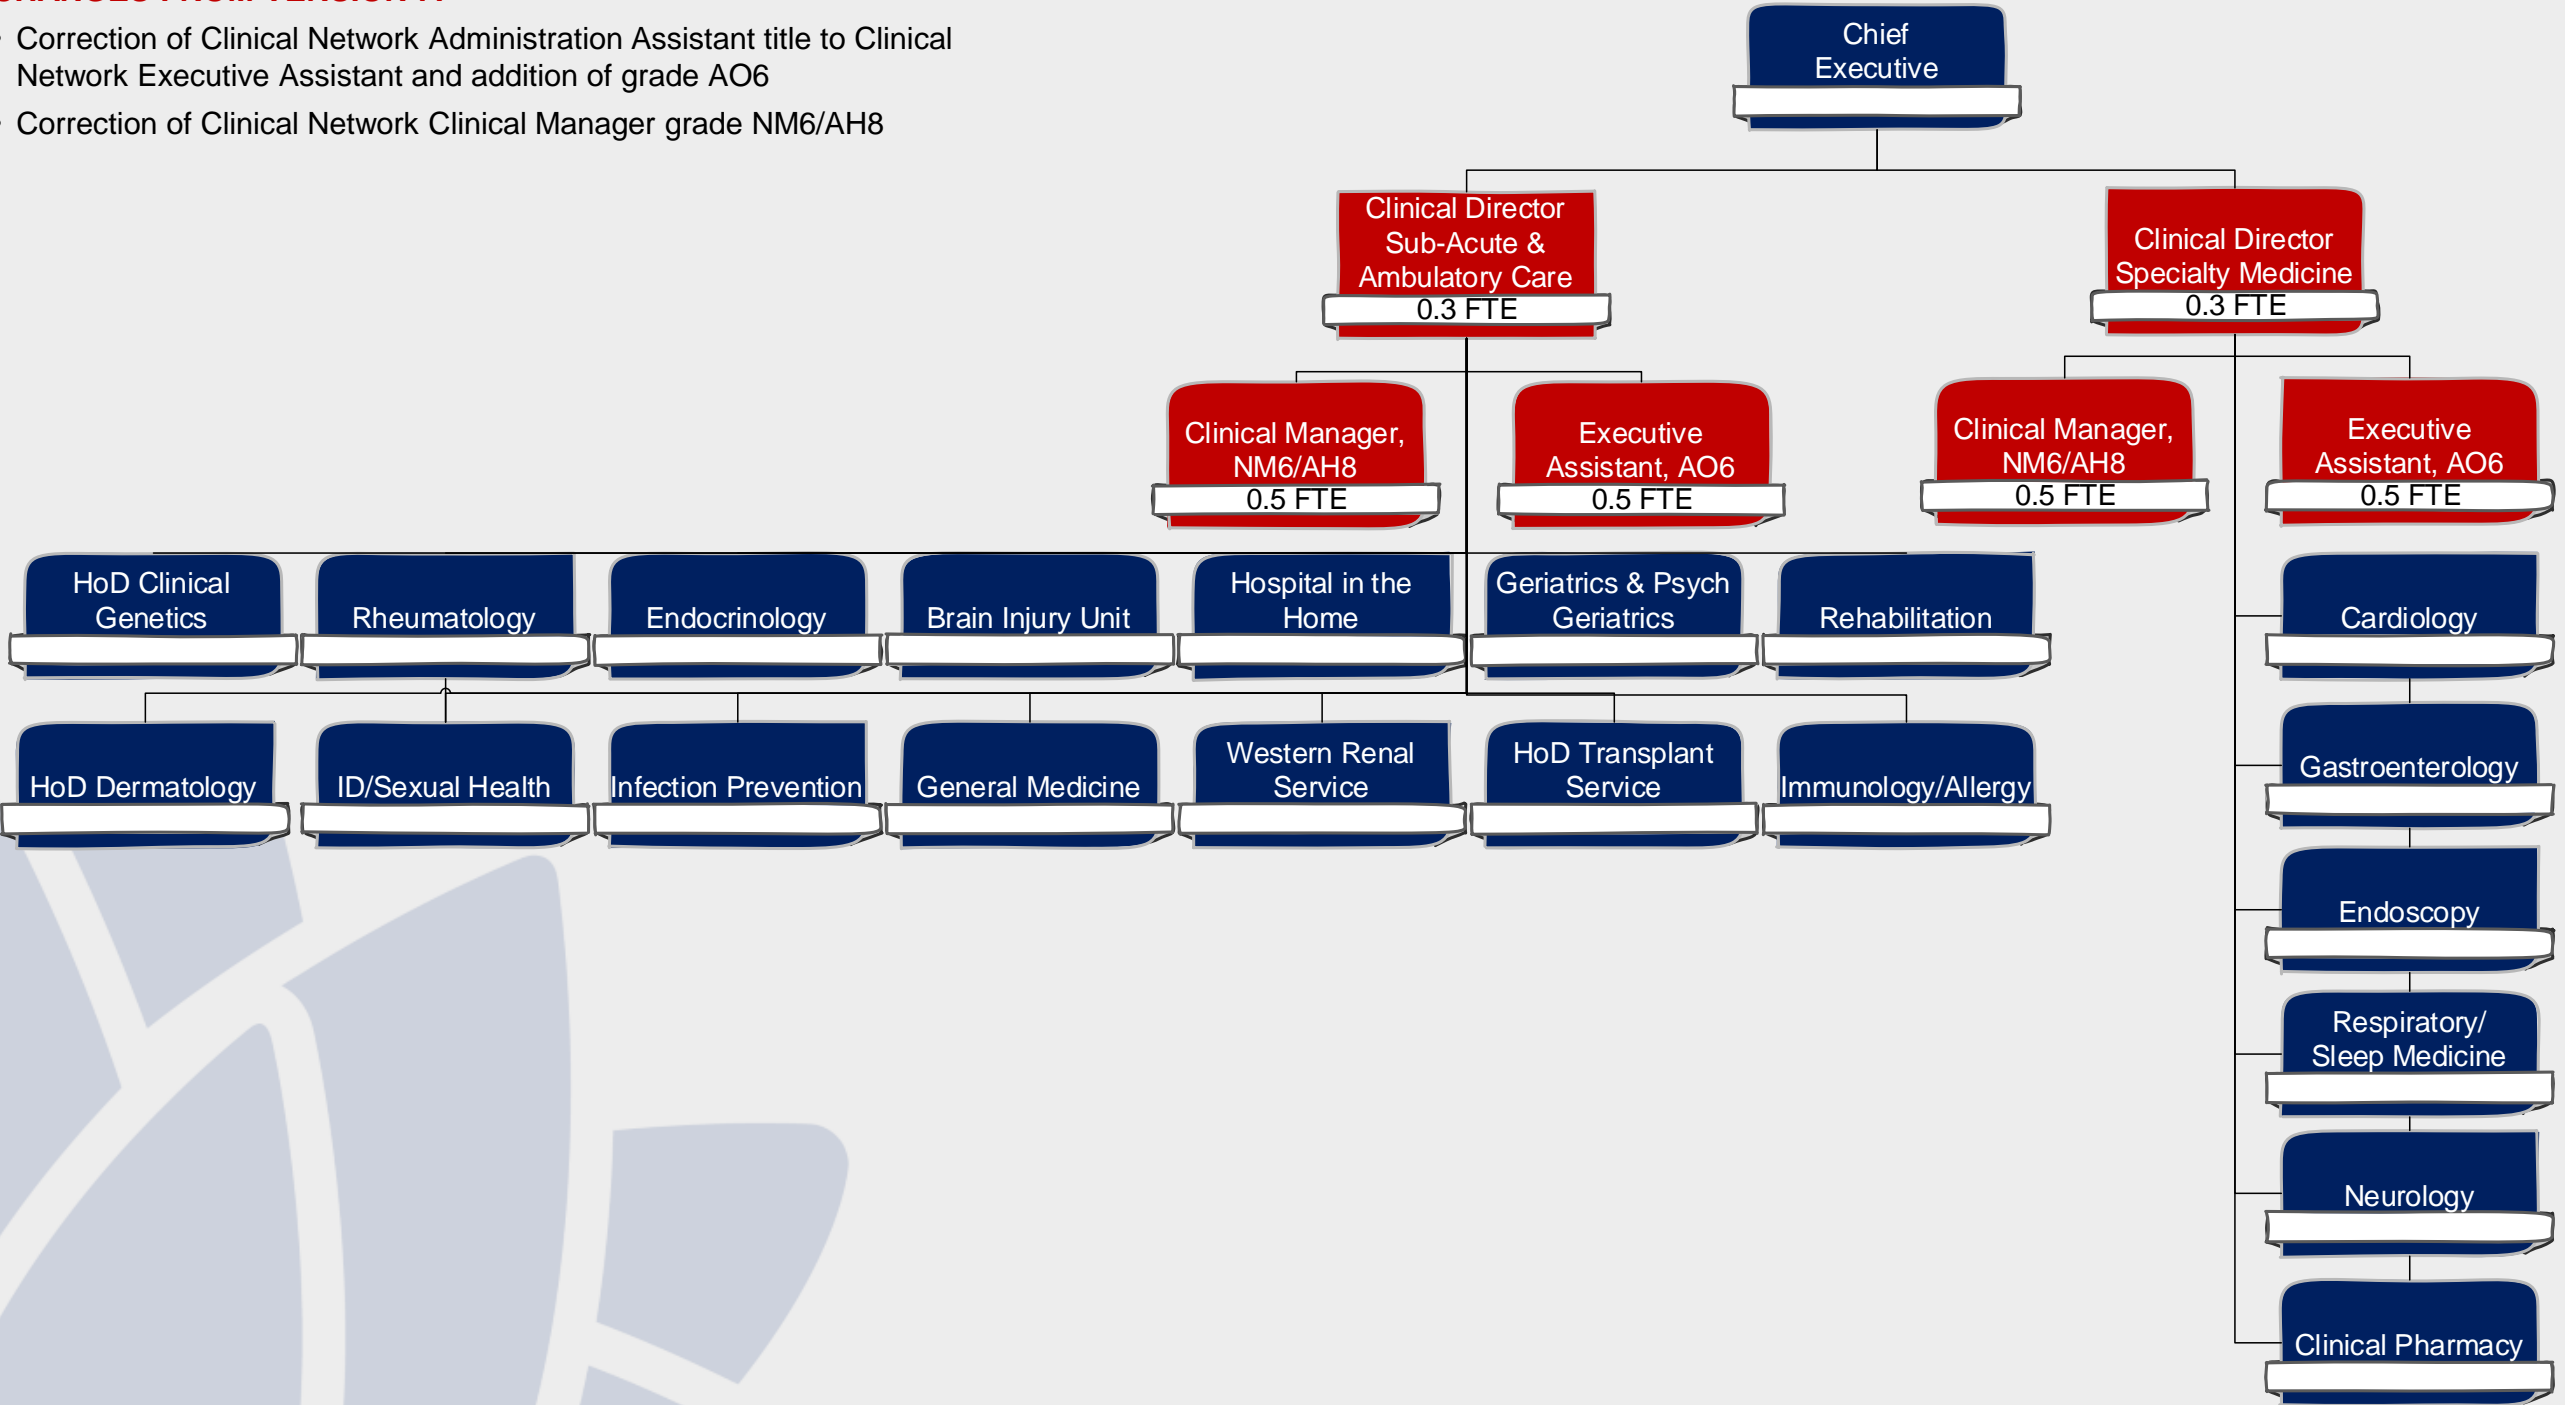 Correction of Clinical Network Administration Assistant title to Clinical
Network Executive Assistant and addition of grade AO6
Correction of Clinical Network Clinical Manager grade NM6/AH8
Chief
Executive
Clinical Director
Sub-Acute &
Ambulatory Care
0.3 FTE
Clinical Director
Specialty Medicine
0.3 FTE
Clinical Manager,
NM6/AH8
0.5 FTE
Executive
Assistant, AO6
0.5 FTE
Clinical Manager,
NM6/AH8
0.5 FTE
Executive
Assistant, AO6
0.5 FTE
HoD Clinical
Genetics
Rheumatology
Endocrinology
Brain Injury Unit
Hospital in the
Home
Geriatrics & Psych
Geriatrics
Rehabilitation
Cardiology
HoD Dermatology
ID/Sexual Health
Infection Prevention
General Medicine
Western Renal
Service
HoD Transplant
Service
Immunology/Allergy
Gastroenterology
Endoscopy
Respiratory/
Sleep Medicine
Neurology
Clinical Pharmacy